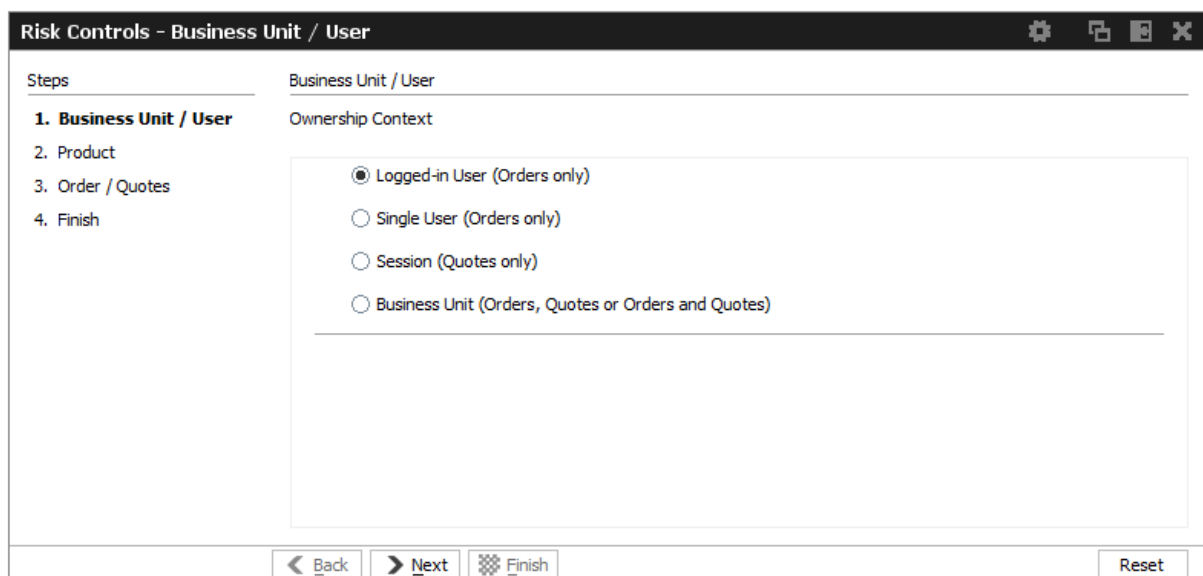 Risk Controls - Business Unit / User
Steps
1. Business Unit / User
2. Product
3. Order / Quotes
4. Finish
Business Unit / User
Ownership Context
Logged-in User (Orders only)
Single User (Orders only)
Session (Quotes only)
Business Unit (Orders, Quotes or Orders and Quotes)
Back Next Finish Reset